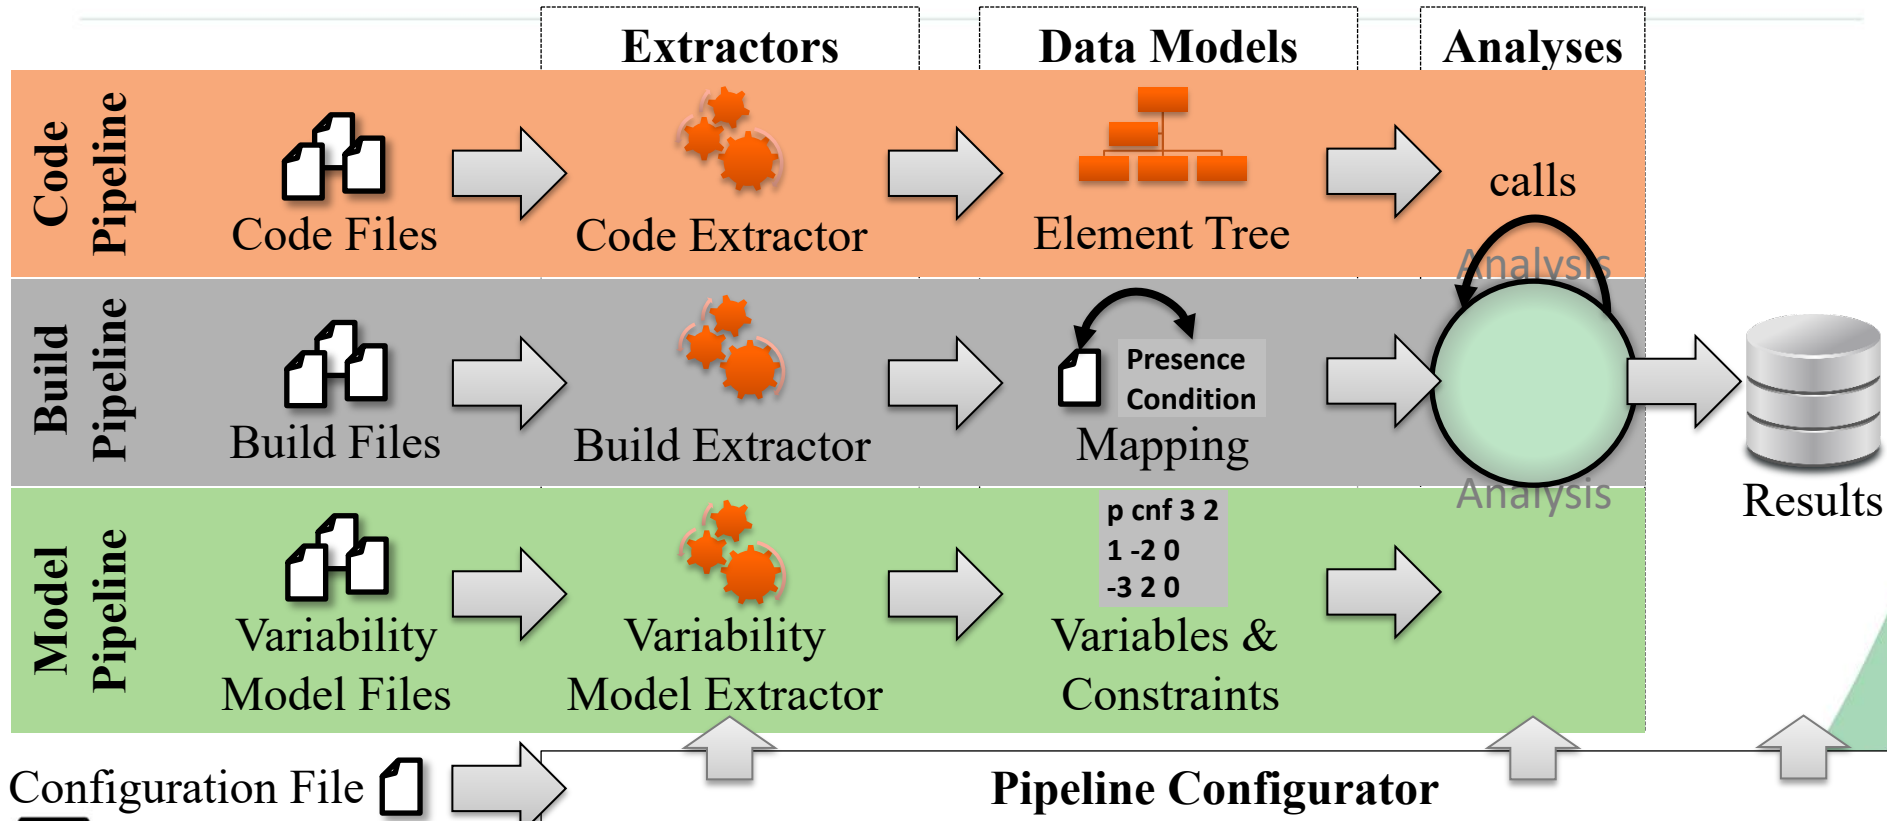 Extractors
Data Models
Analyses
Code
Pipeline
Code Files
Code Extractor
Element Tree
calls
Analysis
Build
Pipeline
Build Files
Build Extractor
Presence
Condition
Mapping
Analysis
Results
Model
Pipeline
Variability
Model Files
Variability
Model Extractor
p cnf 3 2
1 -2 0
-3 2 0
Variables &
Constraints
Configuration File
Pipeline Configurator